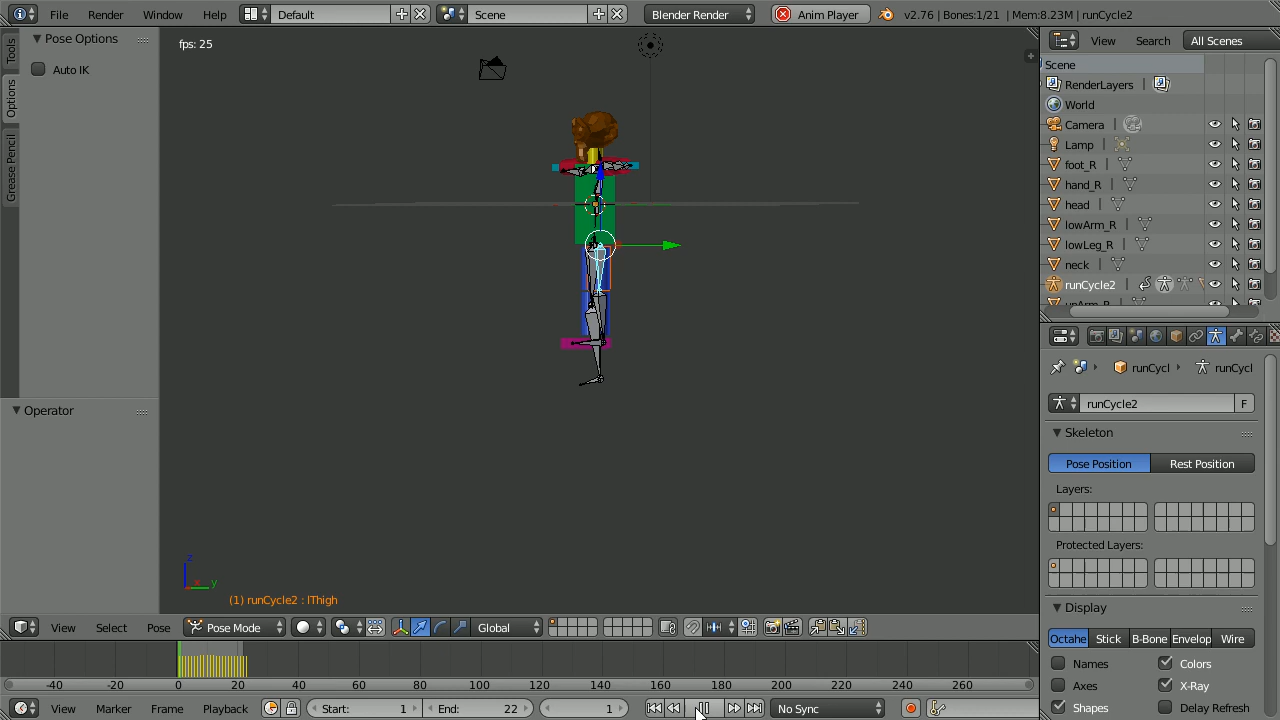 File Render Window Help Default Scene Blender Render Anim Player v2.76 | Bones:1/21 | Mem:8.23M | runCycle2
Pose Options
Auto IK
Tools
Options
Grease Pencil
Operator
fps: 25
z
x y
(1) runCycle2 : lThigh
View Select Pose Pose Mode Global
-40 -20 0 20 40 60 80 100 120 140 160 180 200 220 240 260
View Marker Frame Playback Start: 1 End: 22 1 No Sync
View Search All Scenes
Scene
RenderLayers
World
Camera
Lamp
foot_R
hand_R
head
lowArm_R
lowLeg_R
neck
runCycle2
upArm_R
runCycl runCycl
runCycle2 F
Skeleton
Pose Position Rest Position
Layers:
Protected Layers:
Display
Octahe Stick B-Bone Envelop Wire
Names Colors
Axes X-Ray
Shapes Delay Refresh